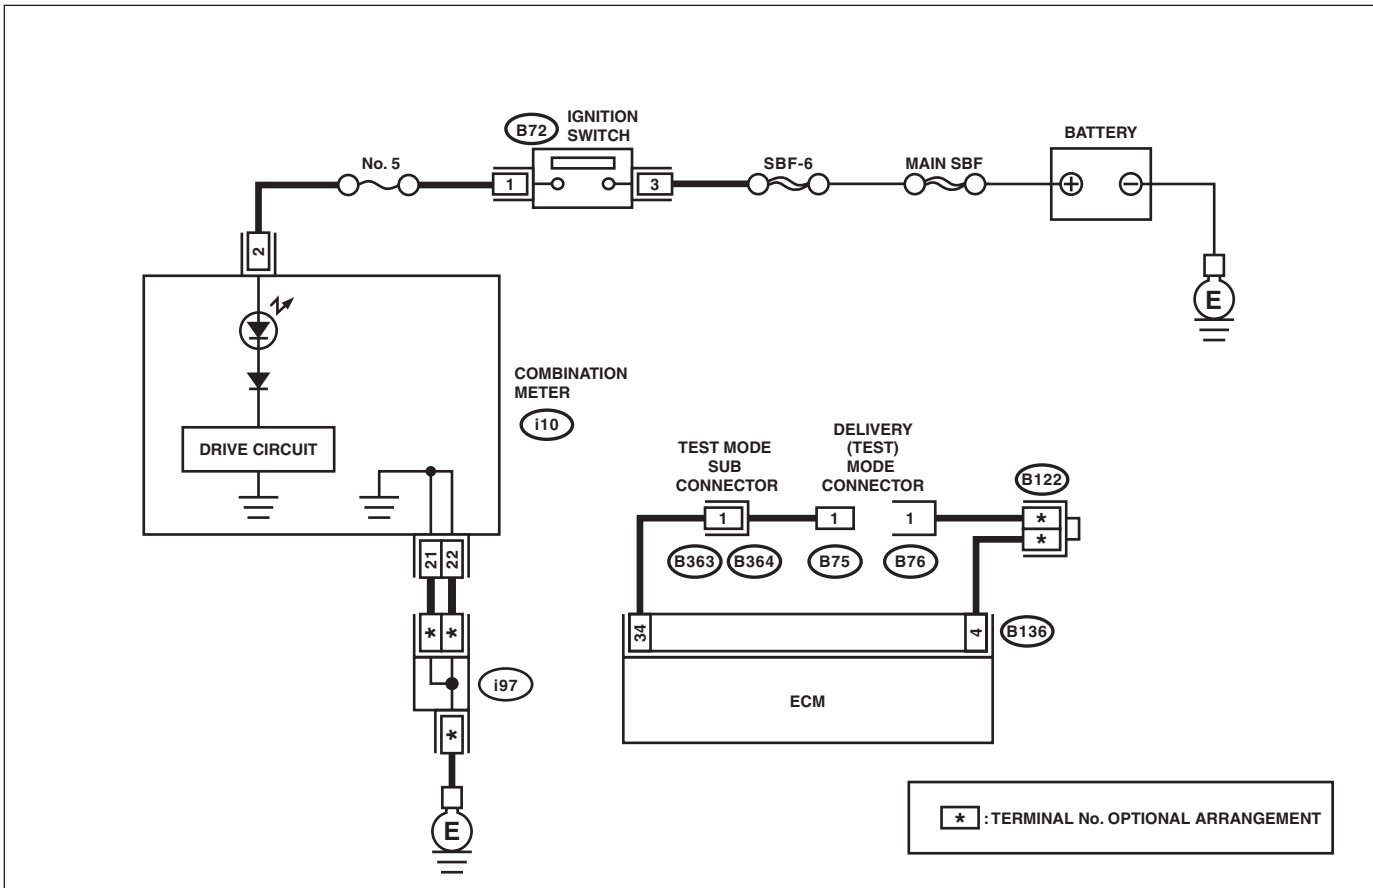 IGNITION
SWITCH
B72
BATTERY
No. 5
SBF-6
MAIN SBF
1
3
+
−
2
E
COMBINATION
METER
i10
DRIVE CIRCUIT
TEST MODE
SUB
CONNECTOR
DELIVERY
(TEST)
MODE
CONNECTOR
B122
1
1
1
*
*
B363
B364
B75
B76
21
22
34
4
B136
*
*
i97
ECM
*
E
* : TERMINAL No. OPTIONAL ARRANGEMENT